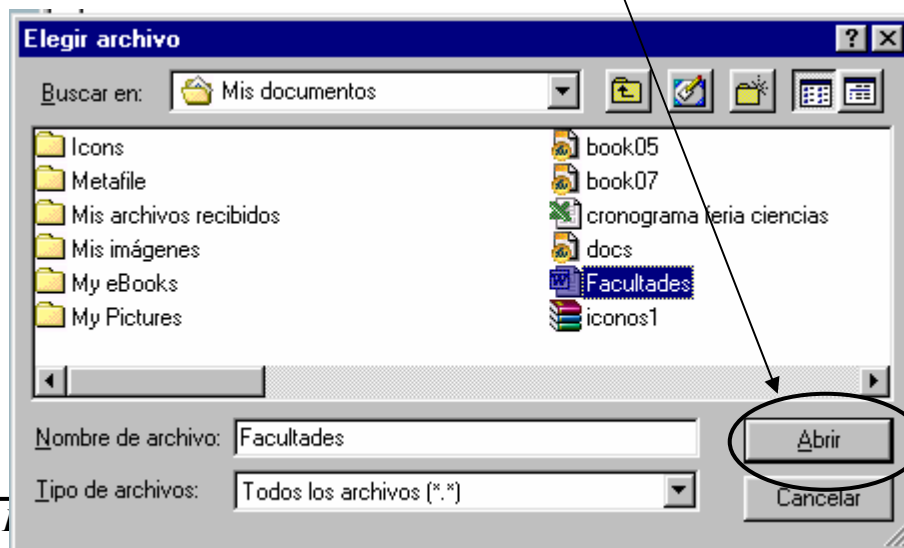 Elegir archivo
Buscar en: Mis documentos
Icons
Metafile
Mis archivos recibidos
Mis imágenes
My eBooks
My Pictures
book05
book07
cronograma feria ciencias
docs
Facultades
iconos1
Nombre de archivo: Facultades
Abrir
Tipo de archivos: Todos los archivos (*.*)
Cancelar